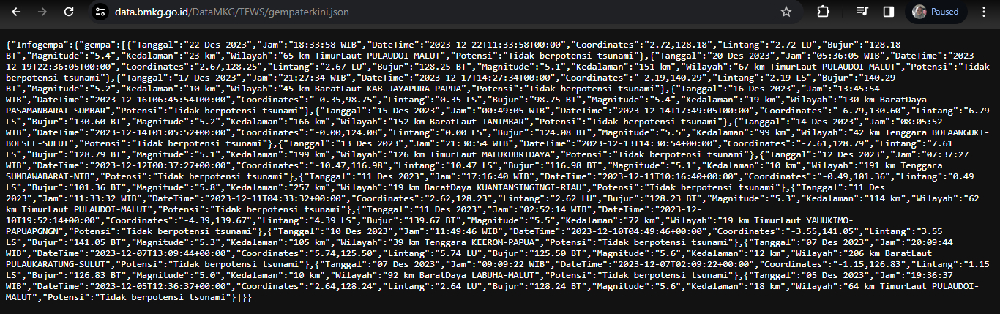 data.bmkg.go.id/DataMKG/TEWS/gempaterkini.json
Paused
{"Infogempa":{"gempa":[{"Tanggal":"22 Des 2023","Jam":"18:33:58 WIB","DateTime":"2023-12-22T11:33:58+00:00","Coordinates":"2.72,128.18","Lintang":"2.72 LU","Bujur":"128.18
BT","Magnitude":"5.4","Kedalaman":"23 km","Wilayah":"65 km TimurLaut PULAUDOI-MALUT","Potensi":"Tidak berpotensi tsunami"},{"Tanggal":"20 Des 2023","Jam":"05:36:05 WIB","DateTime":"2023-
12-19T22:36:05+00:00","Coordinates":"2.67,128.25","Lintang":"2.67 LU","Bujur":"128.25 BT","Magnitude":"5.1","Kedalaman":"151 km","Wilayah":"67 km TimurLaut PULAUDOI-MALUT","Potensi":"Tidak
berpotensi tsunami"},{"Tanggal":"17 Des 2023","Jam":"21:27:34 WIB","DateTime":"2023-12-17T14:27:34+00:00","Coordinates":"-2.19,140.29","Lintang":"2.19 LS","Bujur":"140.29
BT","Magnitude":"5.2","Kedalaman":"10 km","Wilayah":"45 km BaratLaut KAB-JAYAPURA-PAPUA","Potensi":"Tidak berpotensi tsunami"},{"Tanggal":"16 Des 2023","Jam":"13:45:54
WIB","DateTime":"2023-12-16T06:45:54+00:00","Coordinates":"-0.35,98.75","Lintang":"0.35 LS","Bujur":"98.75 BT","Magnitude":"5.4","Kedalaman":"19 km","Wilayah":"130 km BaratDaya
PASAMANBARAT-SUMBAR","Potensi":"Tidak berpotensi tsunami"},{"Tanggal":"15 Des 2023","Jam":"00:49:05 WIB","DateTime":"2023-12-14T17:49:05+00:00","Coordinates":"-6.79,130.60","Lintang":"6.79
LS","Bujur":"130.60 BT","Magnitude":"5.2","Kedalaman":"166 km","Wilayah":"152 km BaratLaut TANIMBAR","Potensi":"Tidak berpotensi tsunami"},{"Tanggal":"14 Des 2023","Jam":"08:05:52
WIB","DateTime":"2023-12-14T01:05:52+00:00","Coordinates":"-0.00,124.08","Lintang":"0.00 LS","Bujur":"124.08 BT","Magnitude":"5.5","Kedalaman":"99 km","Wilayah":"42 km Tenggara BOLAANGUKI-
BOLSEL-SULUT","Potensi":"Tidak berpotensi tsunami"},{"Tanggal":"13 Des 2023","Jam":"21:30:54 WIB","DateTime":"2023-12-13T14:30:54+00:00","Coordinates":"-7.61,128.79","Lintang":"7.61
LS","Bujur":"128.79 BT","Magnitude":"5.1","Kedalaman":"199 km","Wilayah":"126 km TimurLaut MALUKUBRTDAYA","Potensi":"Tidak berpotensi tsunami"},{"Tanggal":"12 Des 2023","Jam":"07:37:27
WIB","DateTime":"2023-12-12T00:37:27+00:00","Coordinates":"-10.47,116.98","Lintang":"10.47 LS","Bujur":"116.98 BT","Magnitude":"5.1","Kedalaman":"10 km","Wilayah":"191 km Tenggara
SUMBAWABARAT-NTB","Potensi":"Tidak berpotensi tsunami"},{"Tanggal":"11 Des 2023","Jam":"17:16:40 WIB","DateTime":"2023-12-11T10:16:40+00:00","Coordinates":"-0.49,101.36","Lintang":"0.49
LS","Bujur":"101.36 BT","Magnitude":"5.8","Kedalaman":"257 km","Wilayah":"19 km BaratDaya KUANTANSINGINGI-RIAU","Potensi":"Tidak berpotensi tsunami"},{"Tanggal":"11 Des
2023","Jam":"11:33:32 WIB","DateTime":"2023-12-11T04:33:32+00:00","Coordinates":"2.62,128.23","Lintang":"2.62 LU","Bujur":"128.23 BT","Magnitude":"5.3","Kedalaman":"114 km","Wilayah":"62
km TimurLaut PULAUDOI-MALUT","Potensi":"Tidak berpotensi tsunami"},{"Tanggal":"11 Des 2023","Jam":"02:52:14 WIB","DateTime":"2023-12-
10T19:52:14+00:00","Coordinates":"-4.39,139.67","Lintang":"4.39 LS","Bujur":"139.67 BT","Magnitude":"5.5","Kedalaman":"72 km","Wilayah":"19 km TimurLaut YAHUKIMO-
PAPUAPGNGN","Potensi":"Tidak berpotensi tsunami"},{"Tanggal":"10 Des 2023","Jam":"11:49:46 WIB","DateTime":"2023-12-10T04:49:46+00:00","Coordinates":"-3.55,141.05","Lintang":"3.55
LS","Bujur":"141.05 BT","Magnitude":"5.3","Kedalaman":"105 km","Wilayah":"39 km Tenggara KEEROM-PAPUA","Potensi":"Tidak berpotensi tsunami"},{"Tanggal":"07 Des 2023","Jam":"20:09:44
WIB","DateTime":"2023-12-07T13:09:44+00:00","Coordinates":"5.74,125.50","Lintang":"5.74 LU","Bujur":"125.50 BT","Magnitude":"5.6","Kedalaman":"12 km","Wilayah":"206 km BaratLaut
PULAUKARATUNG-SULUT","Potensi":"Tidak berpotensi tsunami"},{"Tanggal":"07 Des 2023","Jam":"09:09:22 WIB","DateTime":"2023-12-07T02:09:22+00:00","Coordinates":"-1.15,126.83","Lintang":"1.15
LS","Bujur":"126.83 BT","Magnitude":"5.0","Kedalaman":"10 km","Wilayah":"92 km BaratDaya LABUHA-MALUT","Potensi":"Tidak berpotensi tsunami"},{"Tanggal":"05 Des 2023","Jam":"19:36:37
WIB","DateTime":"2023-12-05T12:36:37+00:00","Coordinates":"2.64,128.24","Lintang":"2.64 LU","Bujur":"128.24 BT","Magnitude":"5.6","Kedalaman":"18 km","Wilayah":"64 km TimurLaut PULAUDOI-
MALUT","Potensi":"Tidak berpotensi tsunami"}]}}